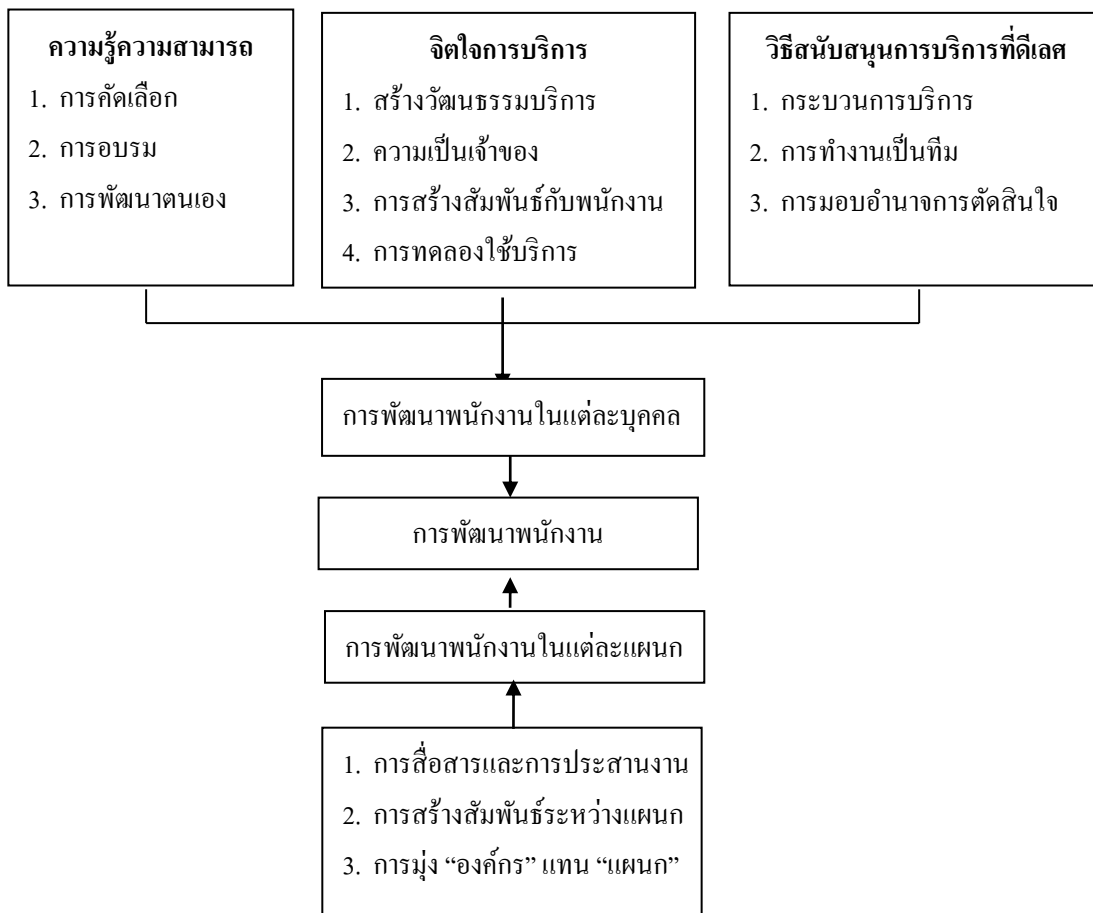 ความรู้ความสามารถ
1. การคัดเลือก
2. การอบรม
3. การพัฒนาตนเอง
จิตใจการบริการ
1. สร้างวัฒนธรรมบริการ
2. ความเป็นเจ้าของ
3. การสร้างสัมพันธ์กับพนักงาน
4. การทดลองใช้บริการ
วิธีสนับสนุนการบริการที่ดีเลศ
1. กระบวนการบริการ
2. การทำงานเป็นทีม
3. การมอบอำนาจการตัดสินใจ
การพัฒนาพนักงานในแต่ละบุคคล
การพัฒนาพนักงาน
การพัฒนาพนักงานในแต่ละแผนก
1. การสื่อสารและการประสานงาน
2. การสร้างสัมพันธ์ระหว่างแผนก
3. การมุ่ง “องค์กร” แทน “แผนก”